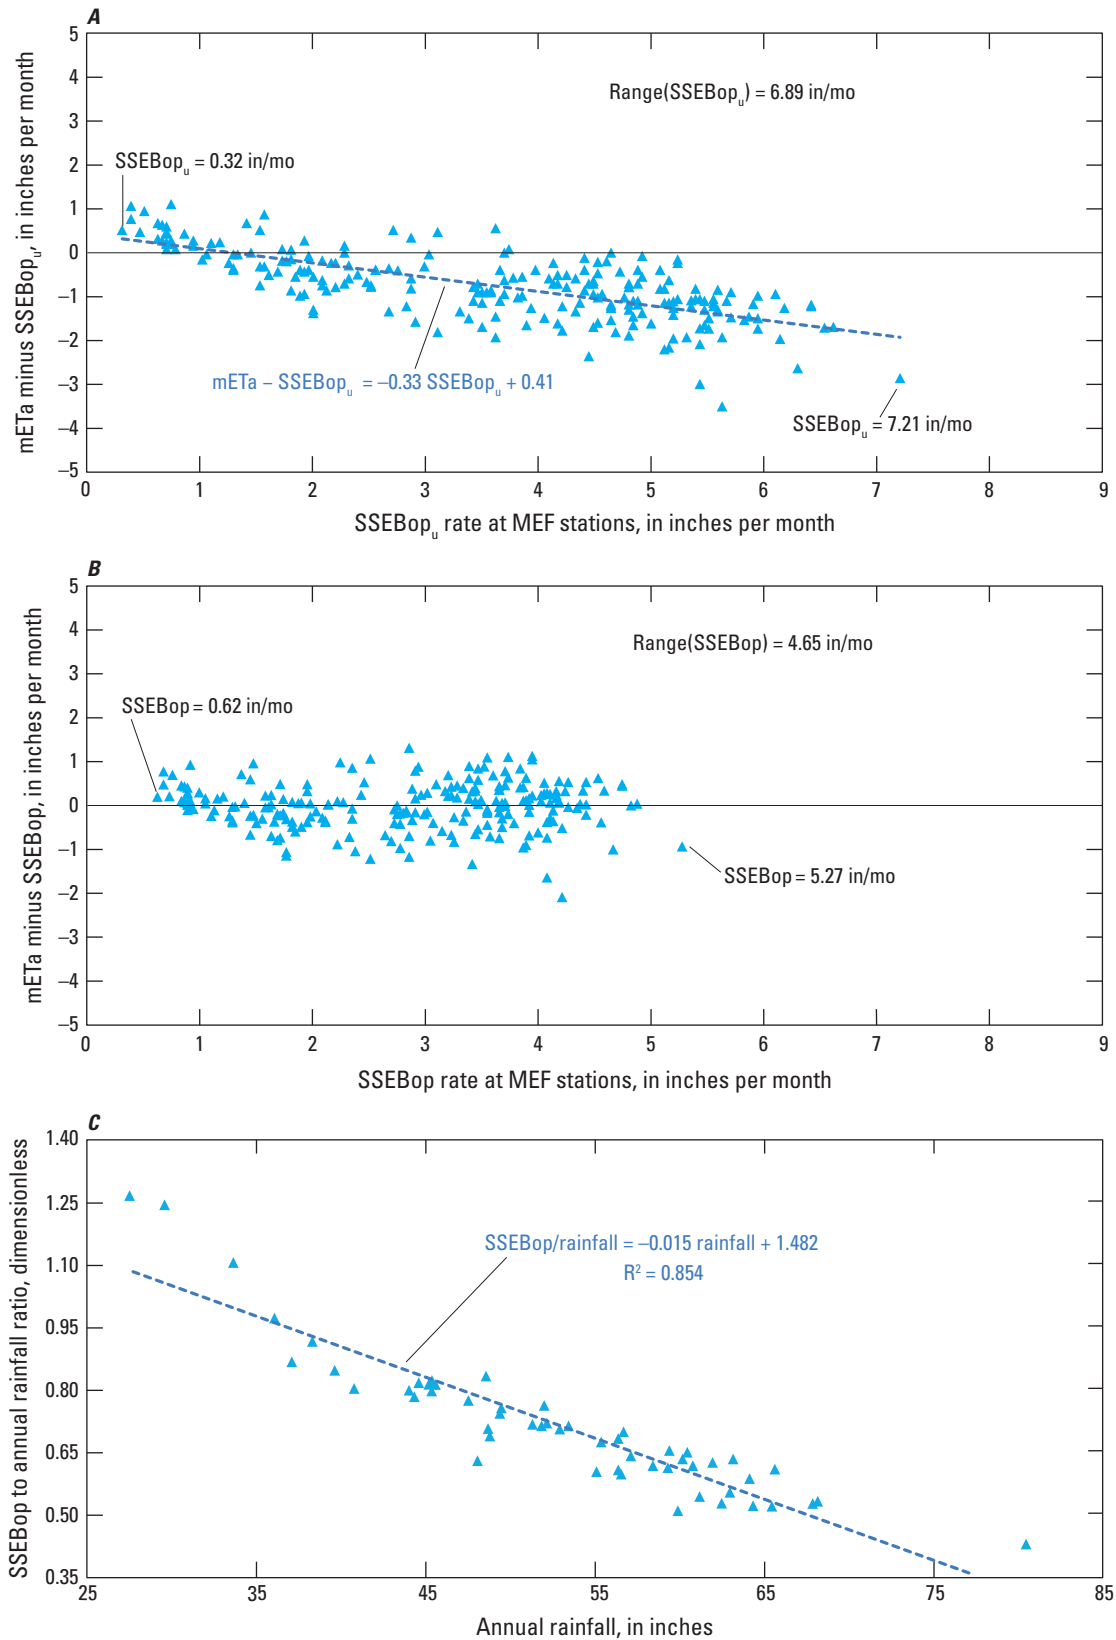 A
mETa minus SSEBopᵤ, in inches per month
5
4
3
2
1
0
–1
–2
–3
–4
–5
Range(SSEBopᵤ) = 6.89 in/mo
SSEBopᵤ = 0.32 in/mo
mETa – SSEBopᵤ = –0.33 SSEBopᵤ + 0.41
SSEBopᵤ = 7.21 in/mo
0 1 2 3 4 5 6 7 8 9
SSEBopᵤ rate at MEF stations, in inches per month
B
mETa minus SSEBop, in inches per month
5
4
3
2
1
0
–1
–2
–3
–4
–5
Range(SSEBop) = 4.65 in/mo
SSEBop = 0.62 in/mo
SSEBop = 5.27 in/mo
0 1 2 3 4 5 6 7 8 9
SSEBop rate at MEF stations, in inches per month
C
SSEBop to annual rainfall ratio, dimensionless
1.40
1.25
1.10
0.95
0.80
0.65
0.50
0.35
SSEBop/rainfall = –0.015 rainfall + 1.482
R² = 0.854
25 35 45 55 65 75 85
Annual rainfall, in inches